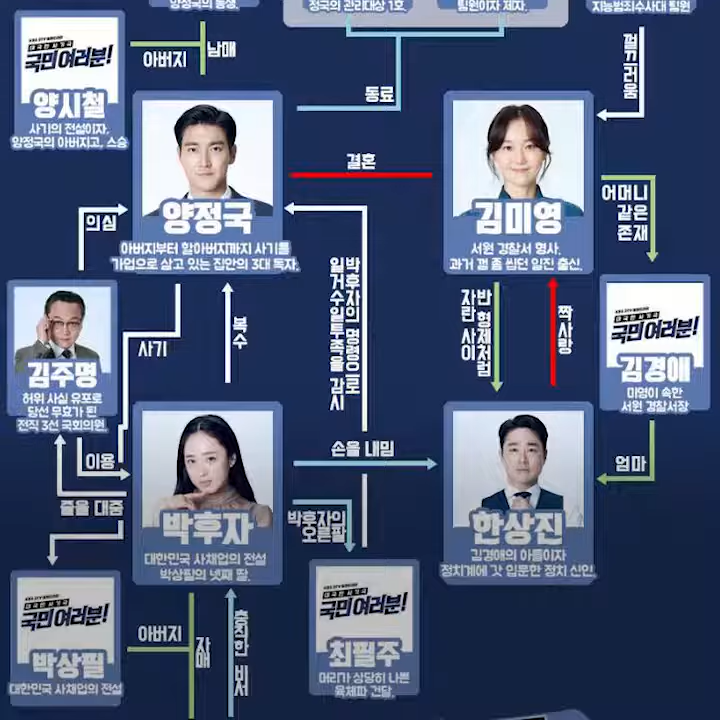 양정국의 동생.
정국의 관리대상 1호.
팀원이자 제자.
지능범죄수사대 팀원
아버지
남매
국민 여러분!
양시철
사기의 전설이자,
양정국의 아버지고, 스승
동료
껄끄러움
결혼
양정국
아버지부터 할아버지까지 사기를
가업으로 삼고 있는 집안의 3대 독자.
김미영
서원 경찰서 형사.
과거 껌 좀 씹던 일진 출신.
어머니
같은
존재
의심
김주명
허위 사실 유포로
당선 무효가 된
전직 3선 국회의원.
사기
복수
박후자의 명령으로
일거수일투족을 감시
반 형제처럼
자란 사이
짝사랑
국민 여러분!
김경애
미영이 속한
서원 경찰서장
이용
줄을 대줌
손을 내밈
엄마
박후자
대한민국 사채업의 전설
박상필의 넷째 딸.
박후자의
오른팔
한상진
김경애의 아들이자
정치계에 갓 입문한 정치 신인.
국민 여러분!
박상필
대한민국 사채업의 전설
아버지
자매
충직한 비서
국민 여러분!
최필주
머리가 상당히 나쁜
육체파 건달.